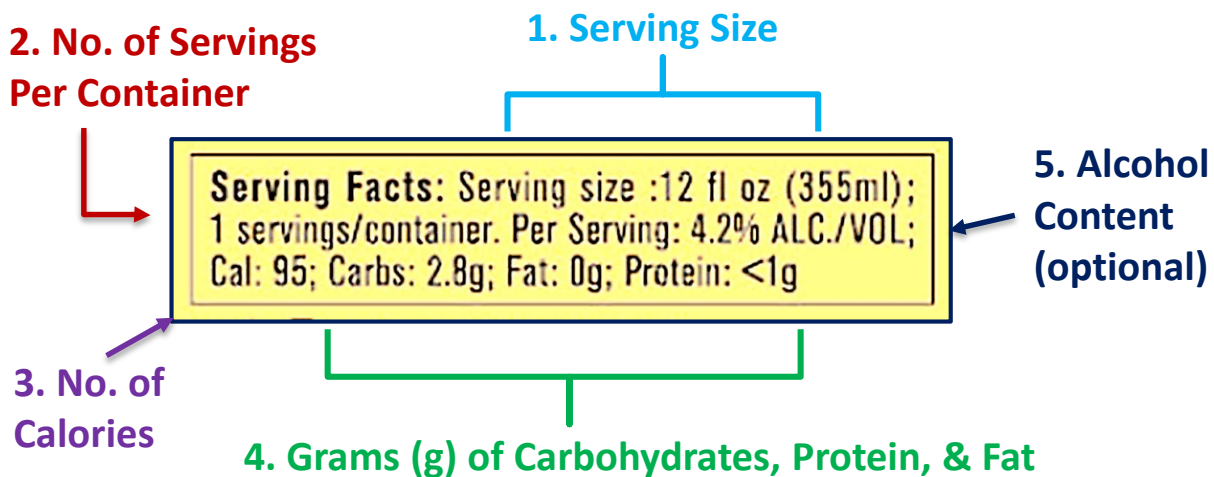 1. Serving Size
2. No. of Servings
Per Container
Serving Facts: Serving size :12 fl oz (355ml);
1 servings/container. Per Serving: 4.2% ALC./VOL;
Cal: 95; Carbs: 2.8g; Fat: 0g; Protein: <1g
5. Alcohol
Content
(optional)
3. No. of
Calories
4. Grams (g) of Carbohydrates, Protein, & Fat